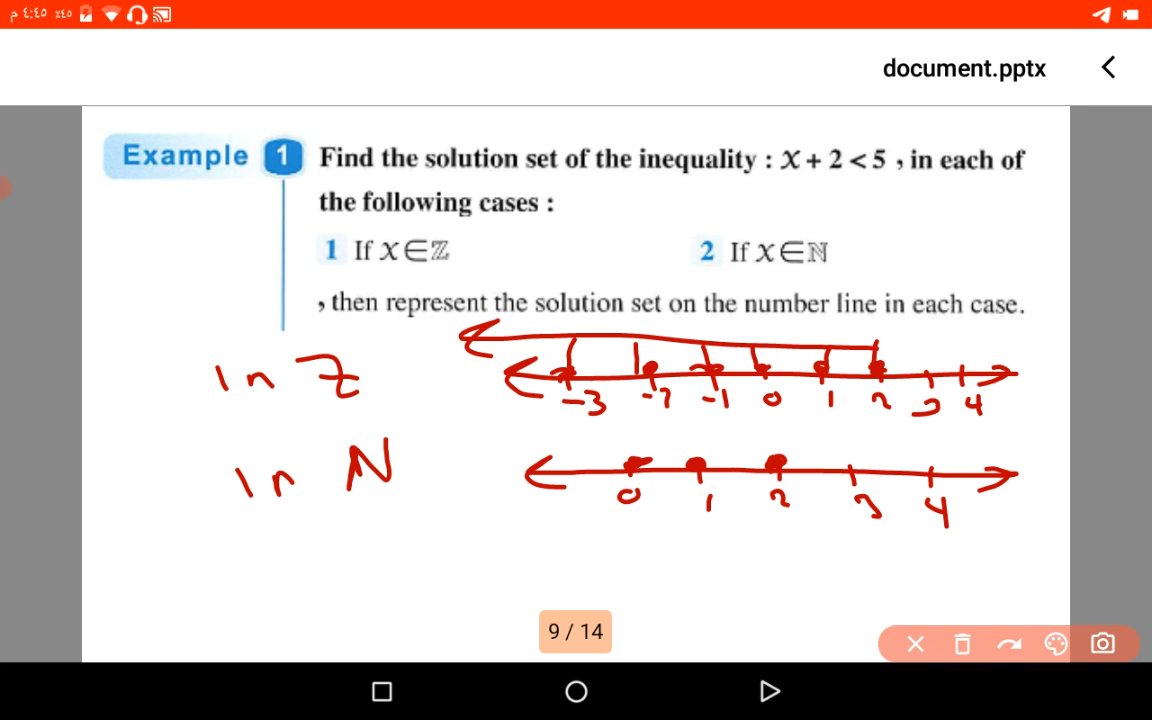 م ٤:٤٥ ٪٤٥
document.pptx
Example 1 Find the solution set of the inequality : X + 2 < 5 , in each of
the following cases :
1 If X ∈ ℤ 2 If X ∈ ℕ
, then represent the solution set on the number line in each case.
In Z
-3 -2 -1 0 1 2 3 4
In N
0 1 2 3 4
9 / 14